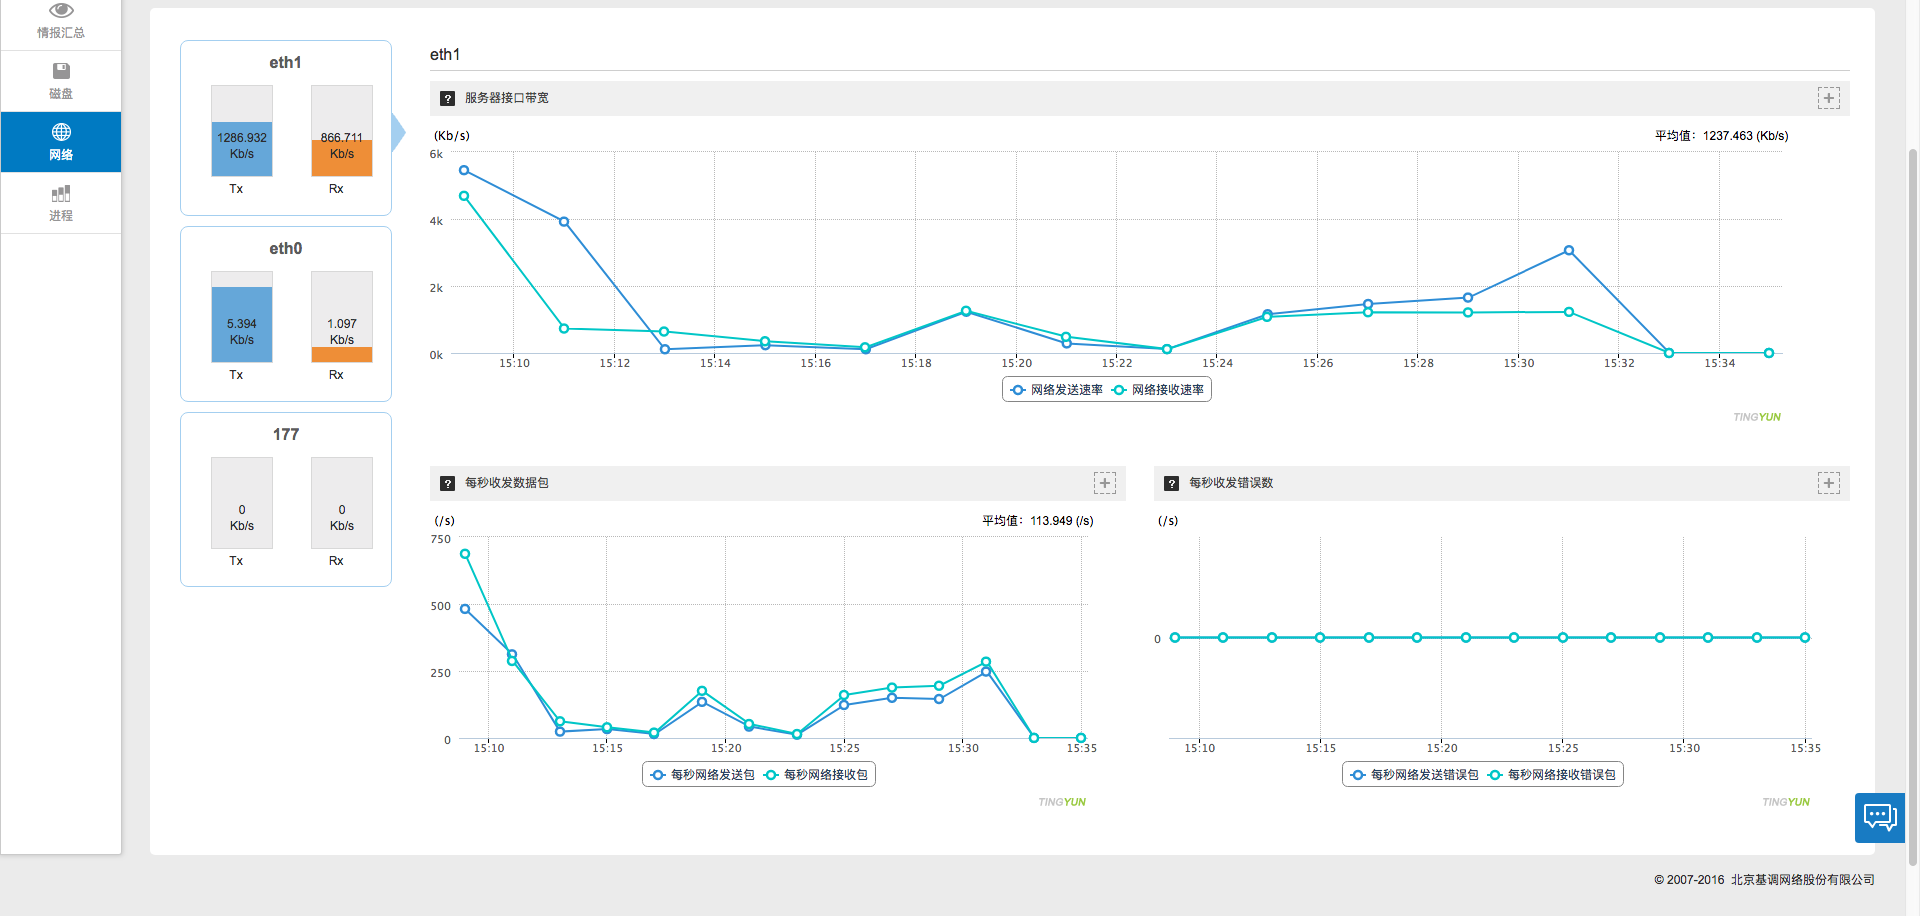 情报汇总
磁盘
网络
进程
eth1
1286.932
Kb/s
866.711
Kb/s
Tx
Rx
eth0
5.394
Kb/s
1.097
Kb/s
Tx
Rx
177
0
Kb/s
0
Kb/s
Tx
Rx
eth1
? 服务器接口带宽
(Kb/s)
平均值：1237.463 (Kb/s)
6k
4k
2k
0k
15:10 15:12 15:14 15:16 15:18 15:20 15:22 15:24 15:26 15:28 15:30 15:32 15:34
网络发送速率 网络接收速率
TINGYUN
? 每秒收发数据包
(/s)
平均值：113.949 (/s)
750
500
250
0
15:10 15:15 15:20 15:25 15:30 15:35
每秒网络发送包 每秒网络接收包
TINGYUN
? 每秒收发错误数
(/s)
0
15:10 15:15 15:20 15:25 15:30 15:35
每秒网络发送错误包 每秒网络接收错误包
TINGYUN
© 2007-2016 北京基调网络股份有限公司